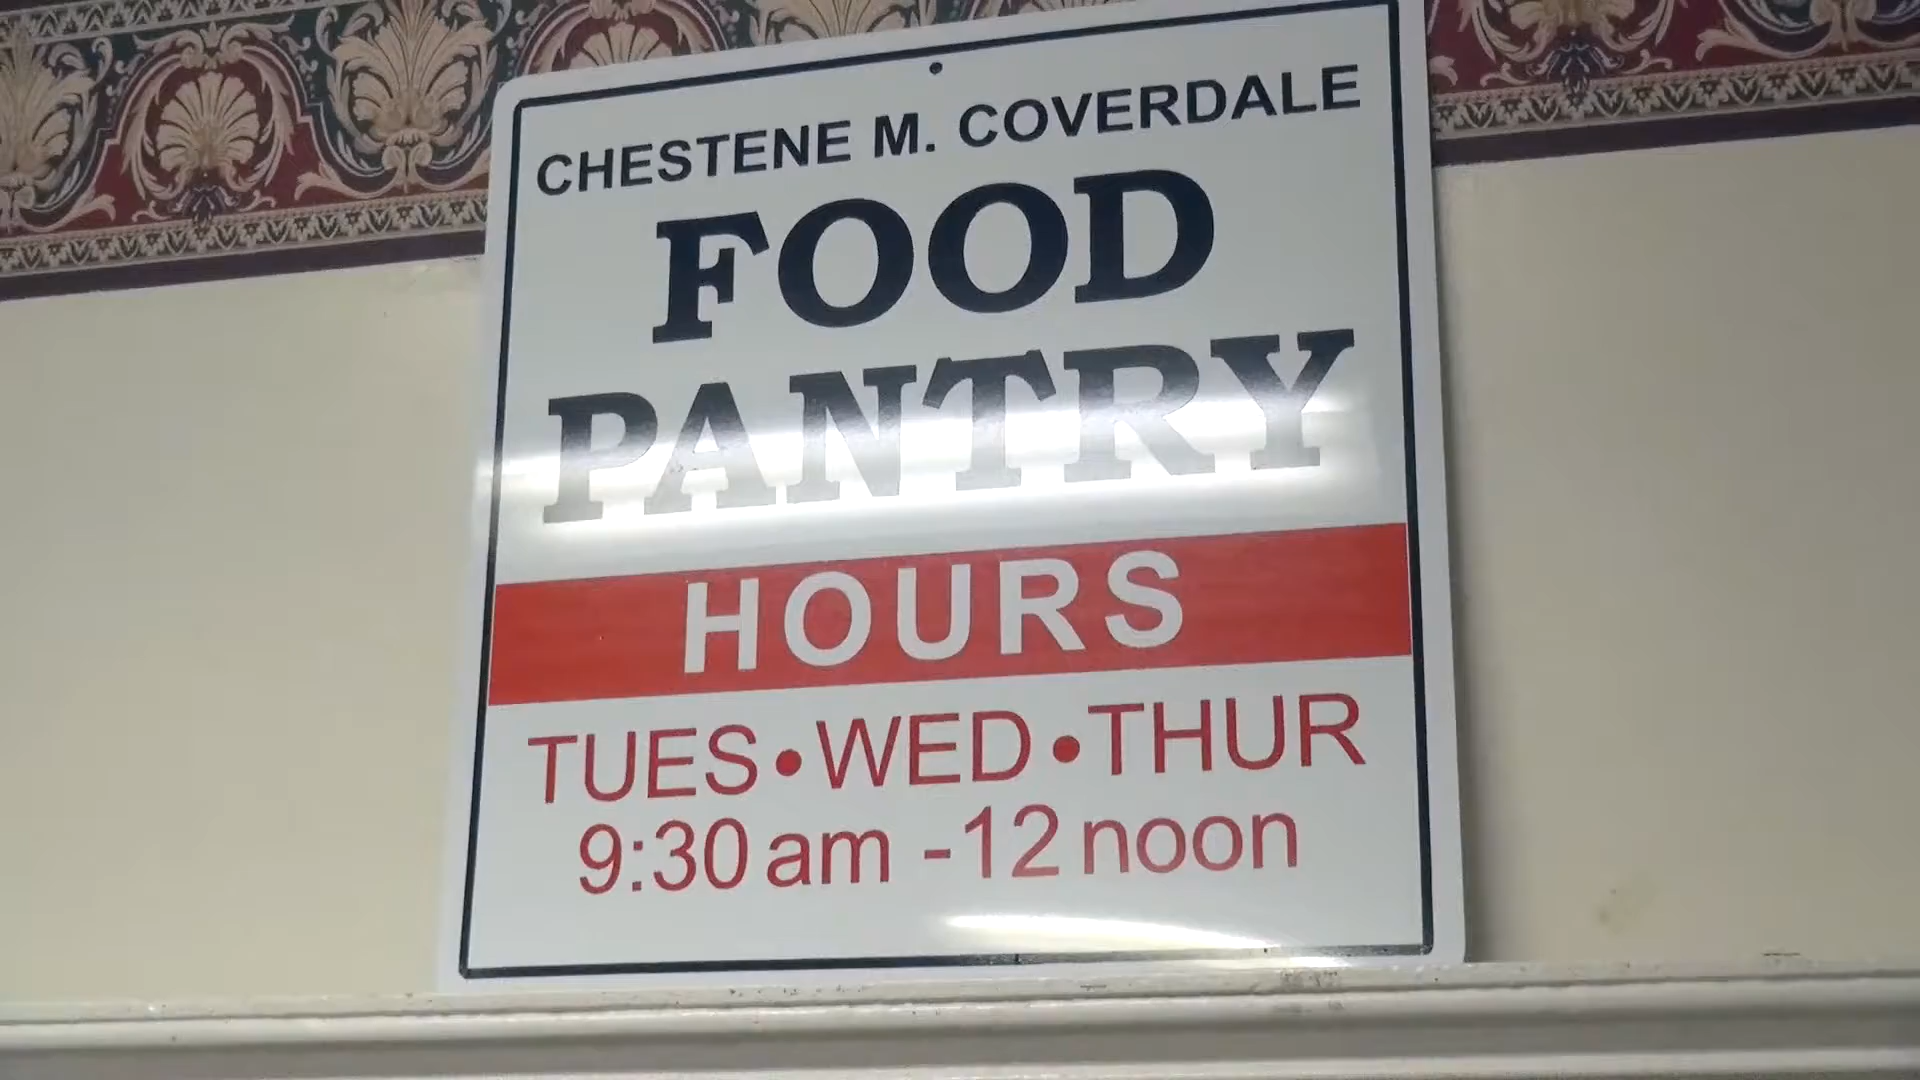 CHESTENE M. COVERDALE
FOOD
PANTRY
HOURS
TUES•WED•THUR
9:30 am - 12 noon